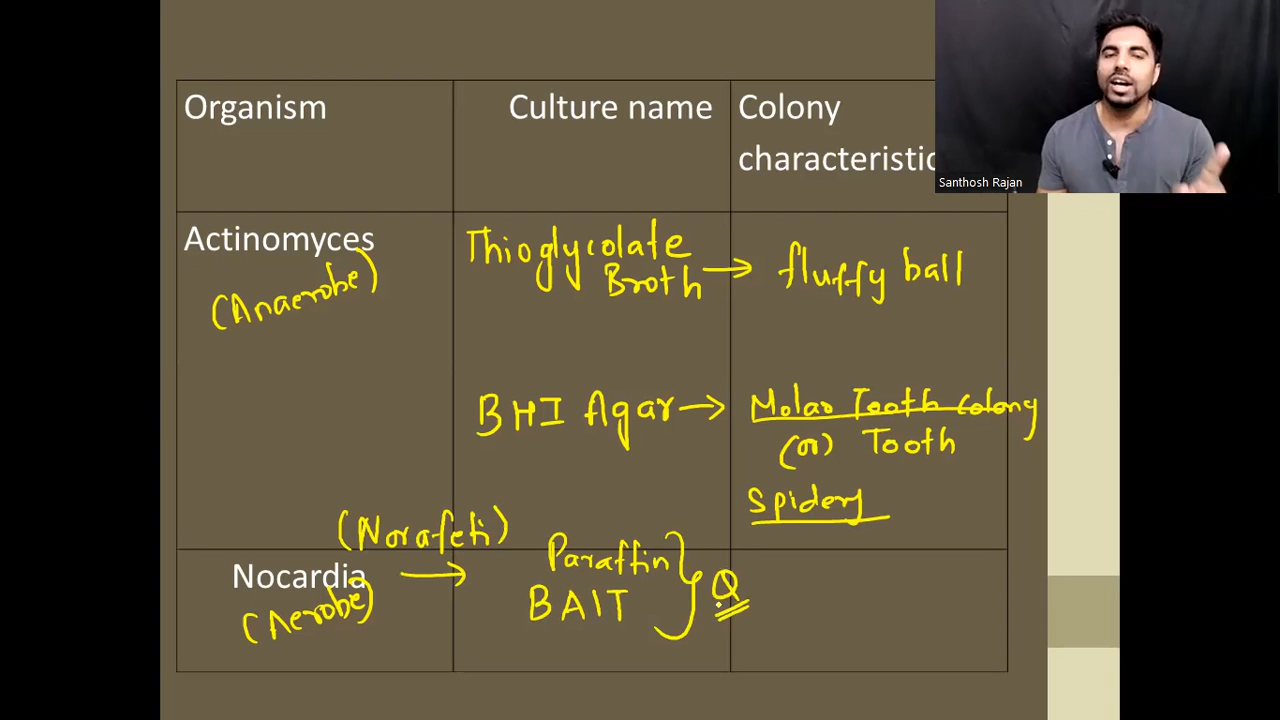 Organism
Culture name
Colony
characteristic
Santhosh Rajan
Actinomyces
(Anaerobe)
Thioglycolate
Broth →
fluffy ball
BHI Agar →
Molar Tooth Colony
(or) Tooth
Spidery
(Norafeti)
Nocardia →
(Aerobe)
Paraffin
BAIT
Q